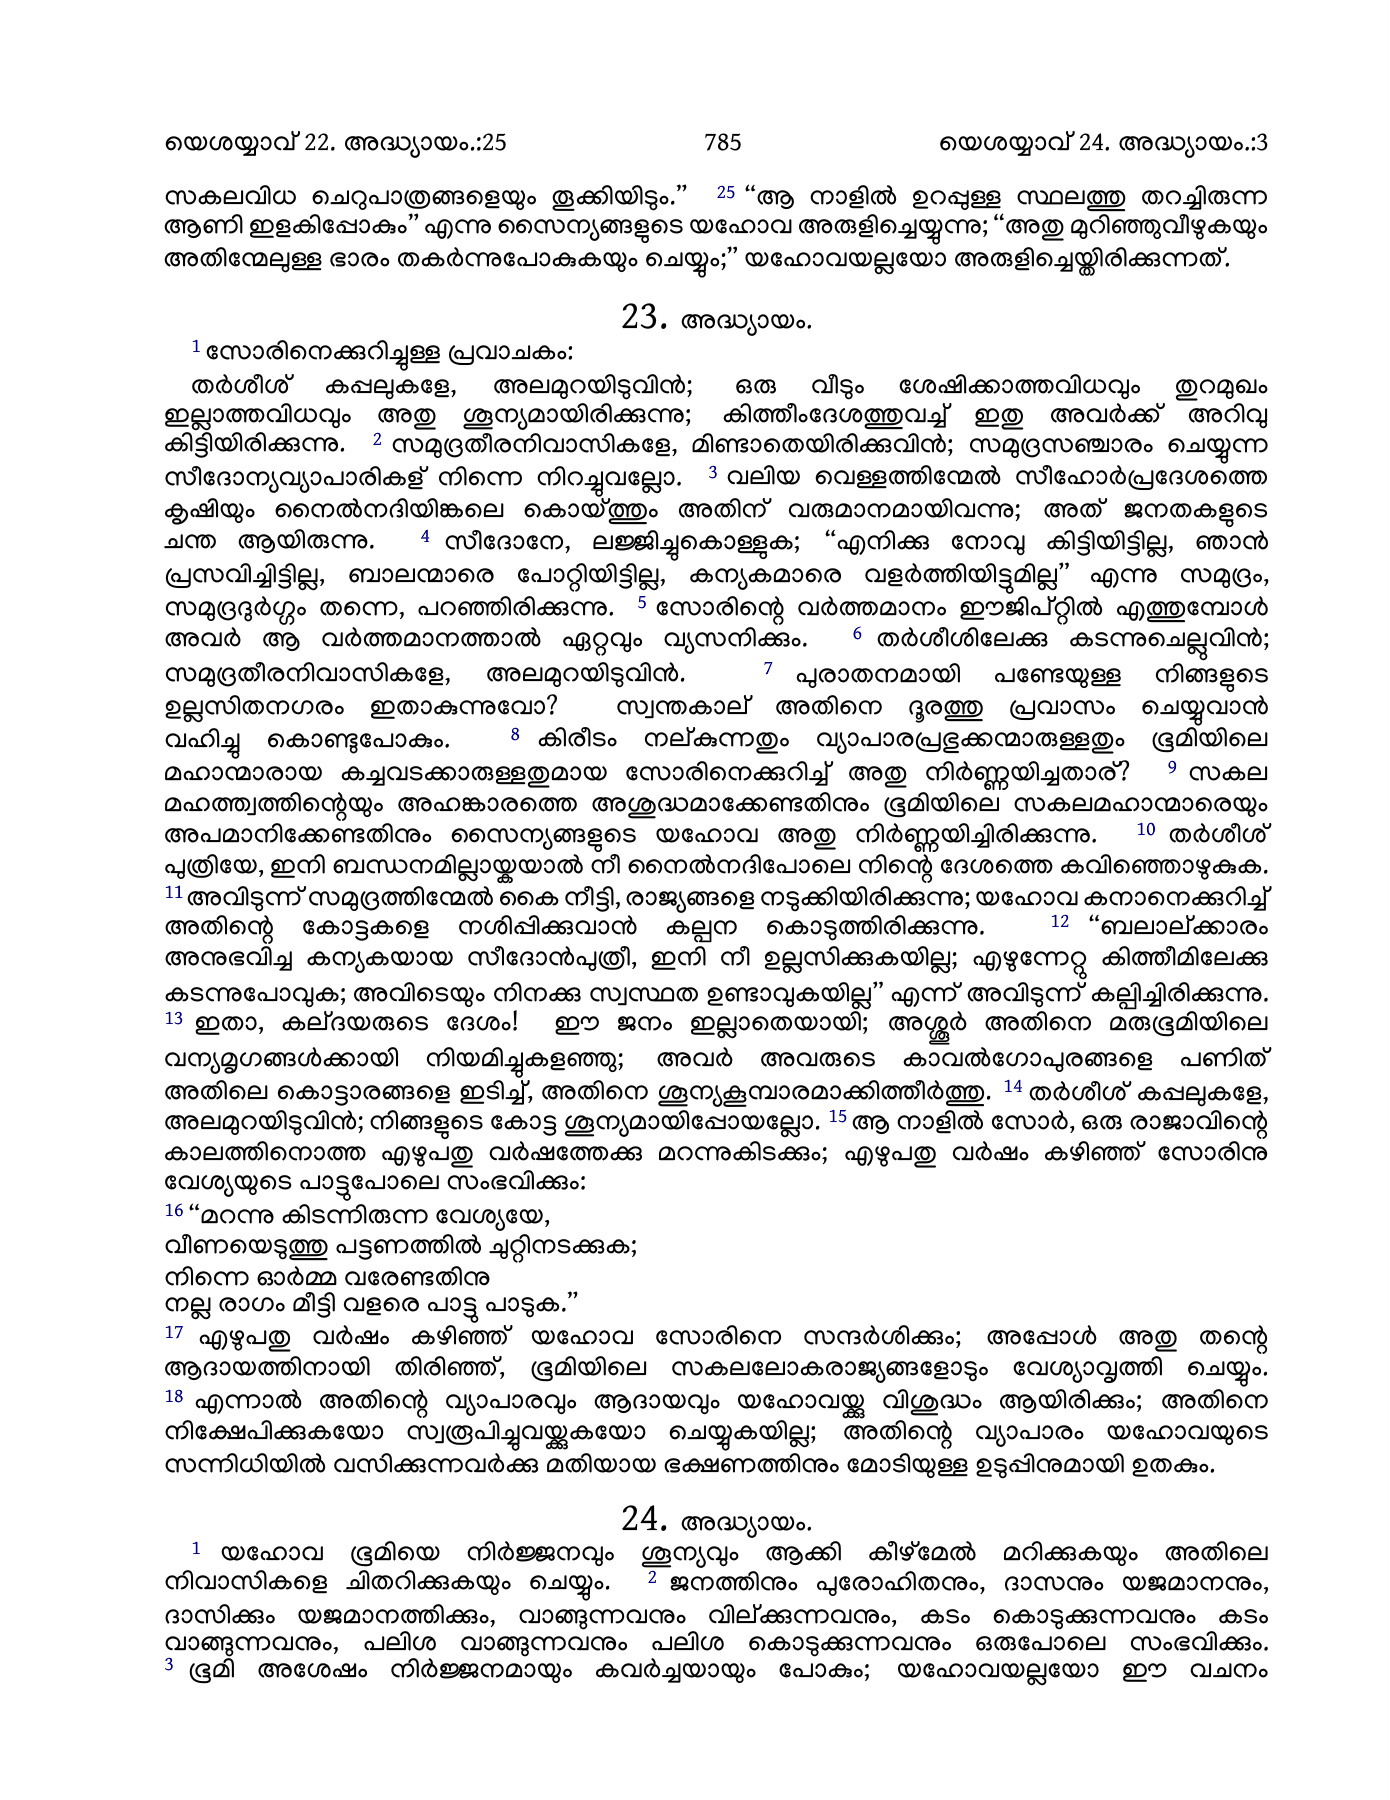 യെശയ്യാവ് 22. അദ്ധ്യായം.:25 785 യെശയ്യാവ് 24. അദ്ധ്യായം.:3
സകലവിധ ചെറുപാത്രങ്ങളെയും തൂക്കിയിടും.” 25 “ആ നാളിൽ ഉറപ്പുള്ള സ്ഥലത്തു തറച്ചിരുന്ന
ആണി ഇളകിപ്പോകും” എന്നു സൈന്യങ്ങളുടെ യഹോവ അരുളിച്ചെയ്യുന്നു; “അതു മുറിഞ്ഞുവീഴുകയും
അതിന്മേലുള്ള ഭാരം തകർന്നുപോകുകയും ചെയ്യും;” യഹോവയല്ലയോ അരുളിച്ചെയ്തിരിക്കുന്നത്.
23. അദ്ധ്യായം.
1 സോരിനെക്കുറിച്ചുള്ള പ്രവാചകം:
തർശീശ് കപ്പലുകളേ, അലമുറയിടുവിൻ; ഒരു വീടും ശേഷിക്കാത്തവിധവും തുറമുഖം
ഇല്ലാത്തവിധവും അതു ശൂന്യമായിരിക്കുന്നു; കിത്തീംദേശത്തുവച്ച് ഇതു അവർക്ക് അറിവു
കിട്ടിയിരിക്കുന്നു. 2 സമുദ്രതീരനിവാസികളേ, മിണ്ടാതെയിരിക്കുവിൻ; സമുദ്രസഞ്ചാരം ചെയ്യുന്ന
സീദോന്യവ്യാപാരികള് നിന്നെ നിറച്ചുവല്ലോ. 3 വലിയ വെള്ളത്തിന്മേൽ സീഹോർപ്രദേശത്തെ
കൃഷിയും നൈൽനദിയിങ്കലെ കൊയ്ത്തും അതിന് വരുമാനമായിവന്നു; അത് ജനതകളുടെ
ചന്ത ആയിരുന്നു. 4 സീദോനേ, ലജ്ജിച്ചുകൊള്ളുക; “എനിക്കു നോവു കിട്ടിയിട്ടില്ല, ഞാൻ
പ്രസവിച്ചിട്ടില്ല, ബാലന്മാരെ പോറ്റിയിട്ടില്ല, കന്യകമാരെ വളർത്തിയിട്ടുമില്ല” എന്നു സമുദ്രം,
സമുദ്രദുർഗ്ഗം തന്നെ, പറഞ്ഞിരിക്കുന്നു. 5 സോരിന്റെ വർത്തമാനം ഈജിപ്റ്റിൽ എത്തുമ്പോൾ
അവർ ആ വർത്തമാനത്താൽ ഏറ്റവും വ്യസനിക്കും. 6 തർശീശിലേക്കു കടന്നുചെല്ലുവിൻ;
സമുദ്രതീരനിവാസികളേ, അലമുറയിടുവിൻ. 7 പുരാതനമായി പണ്ടേയുള്ള നിങ്ങളുടെ
ഉല്ലസിതനഗരം ഇതാകുന്നുവോ? സ്വന്തകാല് അതിനെ ദൂരത്തു പ്രവാസം ചെയ്യുവാൻ
വഹിച്ചു കൊണ്ടുപോകും. 8 കിരീടം നല്കുന്നതും വ്യാപാരപ്രഭുക്കന്മാരുള്ളതും ഭൂമിയിലെ
മഹാന്മാരായ കച്ചവടക്കാരുള്ളതുമായ സോരിനെക്കുറിച്ച് അതു നിർണ്ണയിച്ചതാര്? 9 സകല
മഹത്ത്വത്തിന്റെയും അഹങ്കാരത്തെ അശുദ്ധമാക്കേണ്ടതിനും ഭൂമിയിലെ സകലമഹാന്മാരെയും
അപമാനിക്കേണ്ടതിനും സൈന്യങ്ങളുടെ യഹോവ അതു നിർണ്ണയിച്ചിരിക്കുന്നു. 10 തർശീശ്
പുത്രിയേ, ഇനി ബന്ധനമില്ലായ്കയാൽ നീ നൈൽനദിപോലെ നിന്റെ ദേശത്തെ കവിഞ്ഞൊഴുകുക.
11 അവിടുന്ന് സമുദ്രത്തിന്മേൽ കൈ നീട്ടി, രാജ്യങ്ങളെ നടുക്കിയിരിക്കുന്നു; യഹോവ കനാനെക്കുറിച്ച്
അതിന്റെ കോട്ടകളെ നശിപ്പിക്കുവാൻ കല്പന കൊടുത്തിരിക്കുന്നു. 12 “ബലാല്ക്കാരം
അനുഭവിച്ച കന്യകയായ സീദോൻപുത്രീ, ഇനി നീ ഉല്ലസിക്കുകയില്ല; എഴുന്നേറ്റു കിത്തീമിലേക്കു
കടന്നുപോവുക; അവിടെയും നിനക്കു സ്വസ്ഥത ഉണ്ടാവുകയില്ല” എന്ന് അവിടുന്ന് കല്പിച്ചിരിക്കുന്നു.
13 ഇതാ, കല്ദയരുടെ ദേശം! ഈ ജനം ഇല്ലാതെയായി; അശ്ശൂർ അതിനെ മരുഭൂമിയിലെ
വന്യമൃഗങ്ങൾക്കായി നിയമിച്ചുകളഞ്ഞു; അവർ അവരുടെ കാവൽഗോപുരങ്ങളെ പണിത്
അതിലെ കൊട്ടാരങ്ങളെ ഇടിച്ച്, അതിനെ ശൂന്യകൂമ്പാരമാക്കിത്തീർത്തു. 14 തർശീശ് കപ്പലുകളേ,
അലമുറയിടുവിൻ; നിങ്ങളുടെ കോട്ട ശൂന്യമായിപ്പോയല്ലോ. 15 ആ നാളിൽ സോർ, ഒരു രാജാവിന്റെ
കാലത്തിനൊത്ത എഴുപതു വർഷത്തേക്കു മറന്നുകിടക്കും; എഴുപതു വർഷം കഴിഞ്ഞ് സോരിനു
വേശ്യയുടെ പാട്ടുപോലെ സംഭവിക്കും:
16 “മറന്നു കിടന്നിരുന്ന വേശ്യയേ,
വീണയെടുത്തു പട്ടണത്തിൽ ചുറ്റിനടക്കുക;
നിന്നെ ഓർമ്മ വരേണ്ടതിനു
നല്ല രാഗം മീട്ടി വളരെ പാട്ടു പാടുക.”
17 എഴുപതു വർഷം കഴിഞ്ഞ് യഹോവ സോരിനെ സന്ദർശിക്കും; അപ്പോൾ അതു തന്റെ
ആദായത്തിനായി തിരിഞ്ഞ്, ഭൂമിയിലെ സകലലോകരാജ്യങ്ങളോടും വേശ്യാവൃത്തി ചെയ്യും.
18 എന്നാൽ അതിന്റെ വ്യാപാരവും ആദായവും യഹോവയ്ക്കു വിശുദ്ധം ആയിരിക്കും; അതിനെ
നിക്ഷേപിക്കുകയോ സ്വരൂപിച്ചുവയ്ക്കുകയോ ചെയ്യുകയില്ല; അതിന്റെ വ്യാപാരം യഹോവയുടെ
സന്നിധിയിൽ വസിക്കുന്നവർക്കു മതിയായ ഭക്ഷണത്തിനും മോടിയുള്ള ഉടുപ്പിനുമായി ഉതകും.
24. അദ്ധ്യായം.
1 യഹോവ ഭൂമിയെ നിർജ്ജനവും ശൂന്യവും ആക്കി കീഴ്മേൽ മറിക്കുകയും അതിലെ
നിവാസികളെ ചിതറിക്കുകയും ചെയ്യും. 2 ജനത്തിനും പുരോഹിതനും, ദാസനും യജമാനനും,
ദാസിക്കും യജമാനത്തിക്കും, വാങ്ങുന്നവനും വില്ക്കുന്നവനും, കടം കൊടുക്കുന്നവനും കടം
വാങ്ങുന്നവനും, പലിശ വാങ്ങുന്നവനും പലിശ കൊടുക്കുന്നവനും ഒരുപോലെ സംഭവിക്കും.
3 ഭൂമി അശേഷം നിർജ്ജനമായും കവർച്ചയായും പോകും; യഹോവയല്ലയോ ഈ വചനം